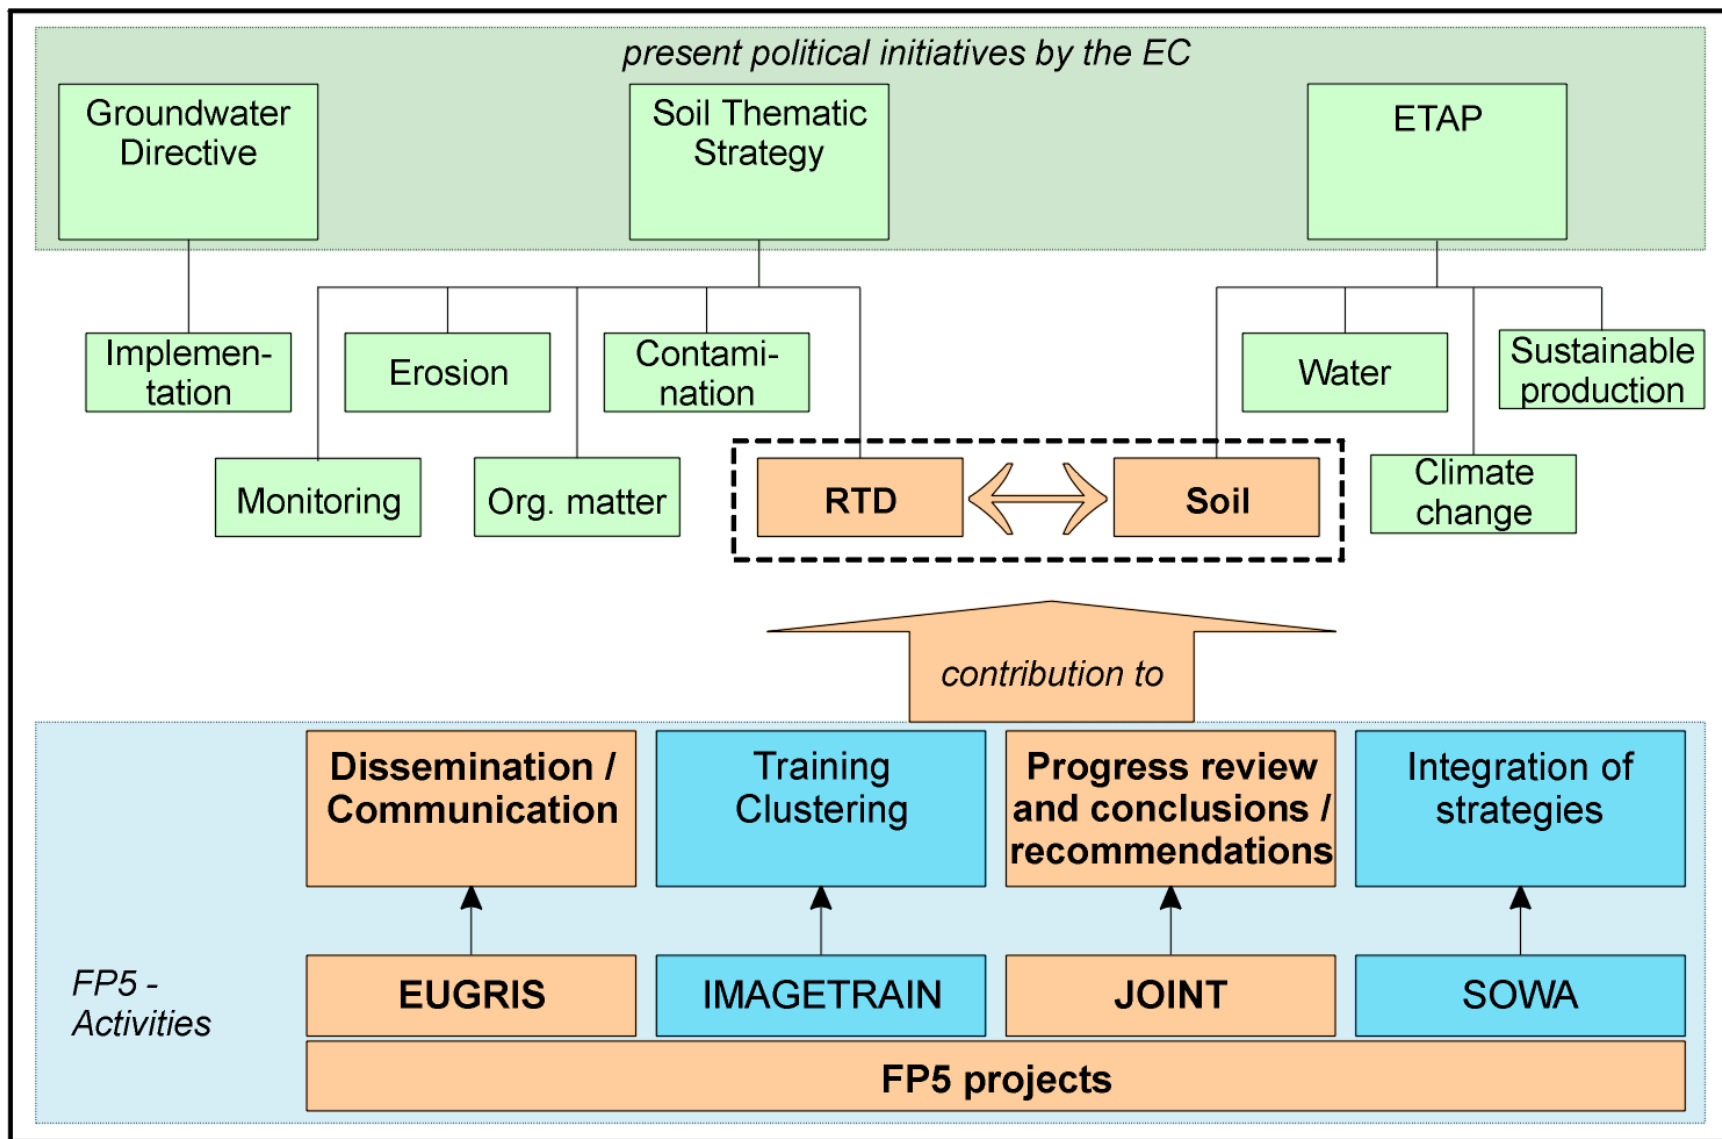 present political initiatives by the EC
Groundwater
Directive
Soil Thematic
Strategy
ETAP
Implemen-
tation
Erosion
Contami-
nation
Water
Sustainable
production
Monitoring
Org. matter
RTD
Soil
Climate
change
contribution to
Dissemination /
Communication
Training
Clustering
Progress review
and conclusions /
recommendations
Integration of
strategies
FP5 -
Activities
EUGRIS
IMAGETRAIN
JOINT
SOWA
FP5 projects